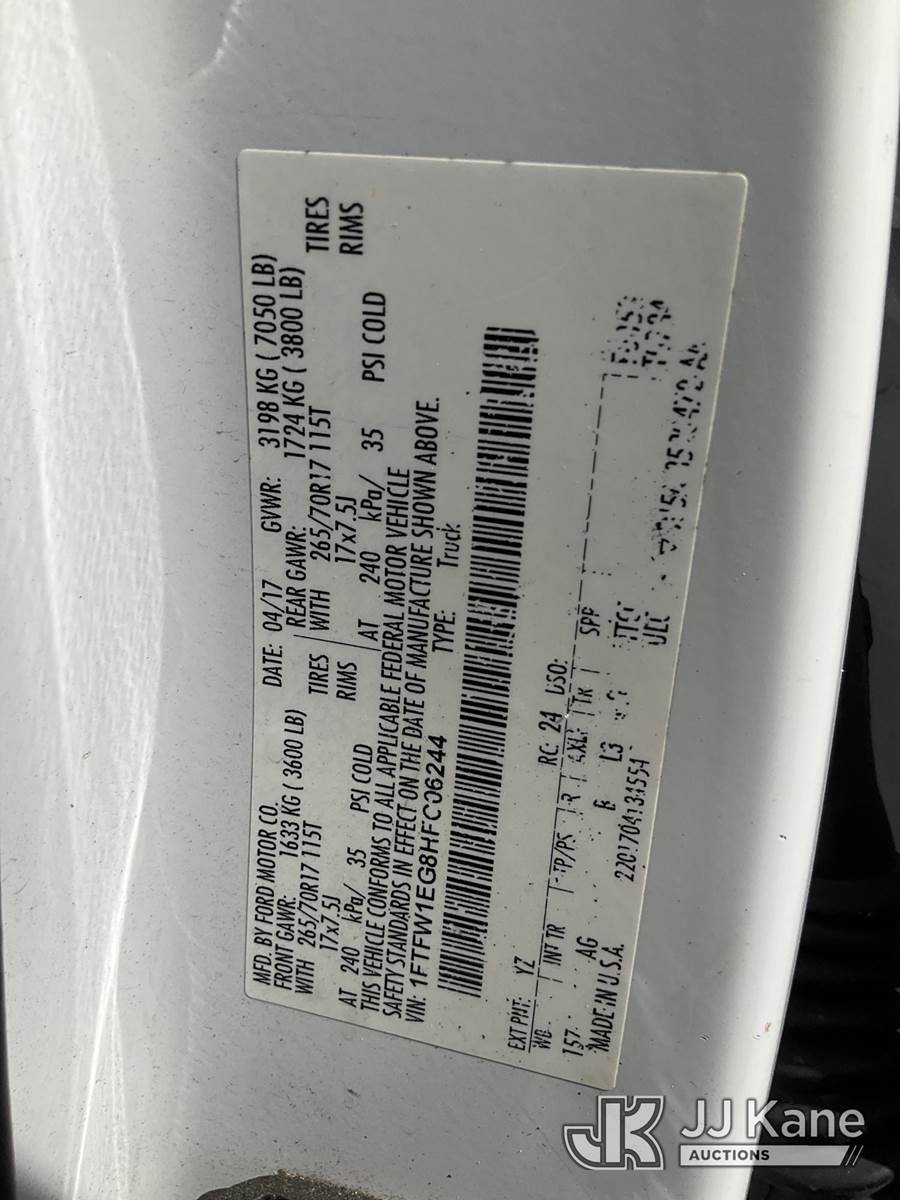 MFD. BY FORD MOTOR CO. DATE: 04/17 GVWR: 3198 KG ( 7050 LB)
FRONT GAWR: 1633 KG ( 3600 LB) REAR GAWR: 1724 KG ( 3800 LB)
WITH 265/70R17 115T TIRES WITH 265/70R17 115T TIRES
17x7.5J RIMS 17x7.5J RIMS
AT 240 kPa/ 35 PSI COLD AT 240 kPa/ 35 PSI COLD
THIS VEHICLE CONFORMS TO ALL APPLICABLE FEDERAL MOTOR VEHICLE
SAFETY STANDARDS IN EFFECT ON THE DATE OF MANUFACTURE SHOWN ABOVE.
VIN: 1FTFW1EG8HFC06244 TYPE: Truck
EXT PNT: YZ RC: 24 DSO:
WB INT TR TP/PS R AXLE TR SPR
157 AG B L3
MADE IN U.S.A.
JK JJ Kane
AUCTIONS